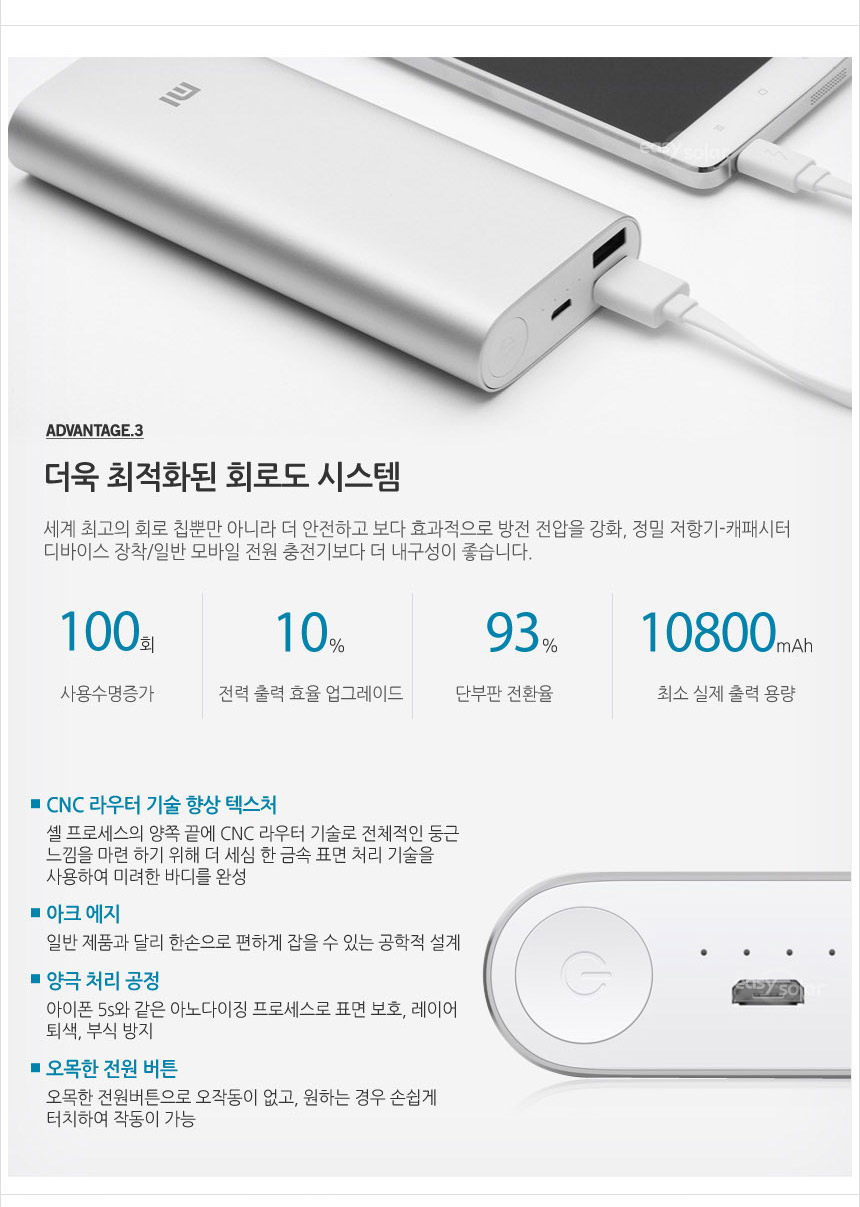 mi
easy solar
ADVANTAGE.3
더욱 최적화된 회로도 시스템
세계 최고의 회로 칩뿐만 아니라 더 안전하고 보다 효과적으로 방전 전압을 강화, 정밀 저항기-캐패시터
디바이스 장착/일반 모바일 전원 충전기보다 더 내구성이 좋습니다.
100회
10%
93%
10800mAh
사용수명증가
전력 출력 효율 업그레이드
단부판 전환율
최소 실제 출력 용량
CNC 라우터 기술 향상 텍스처
셸 프로세스의 양쪽 끝에 CNC 라우터 기술로 전체적인 둥근
느낌을 마련 하기 위해 더 세심 한 금속 표면 처리 기술을
사용하여 미려한 바디를 완성
아크 에지
일반 제품과 달리 한손으로 편하게 잡을 수 있는 공학적 설계
양극 처리 공정
아이폰 5s와 같은 아노다이징 프로세스로 표면 보호, 레이어
퇴색, 부식 방지
오목한 전원 버튼
오목한 전원버튼으로 오작동이 없고, 원하는 경우 손쉽게
터치하여 작동이 가능
easy solar